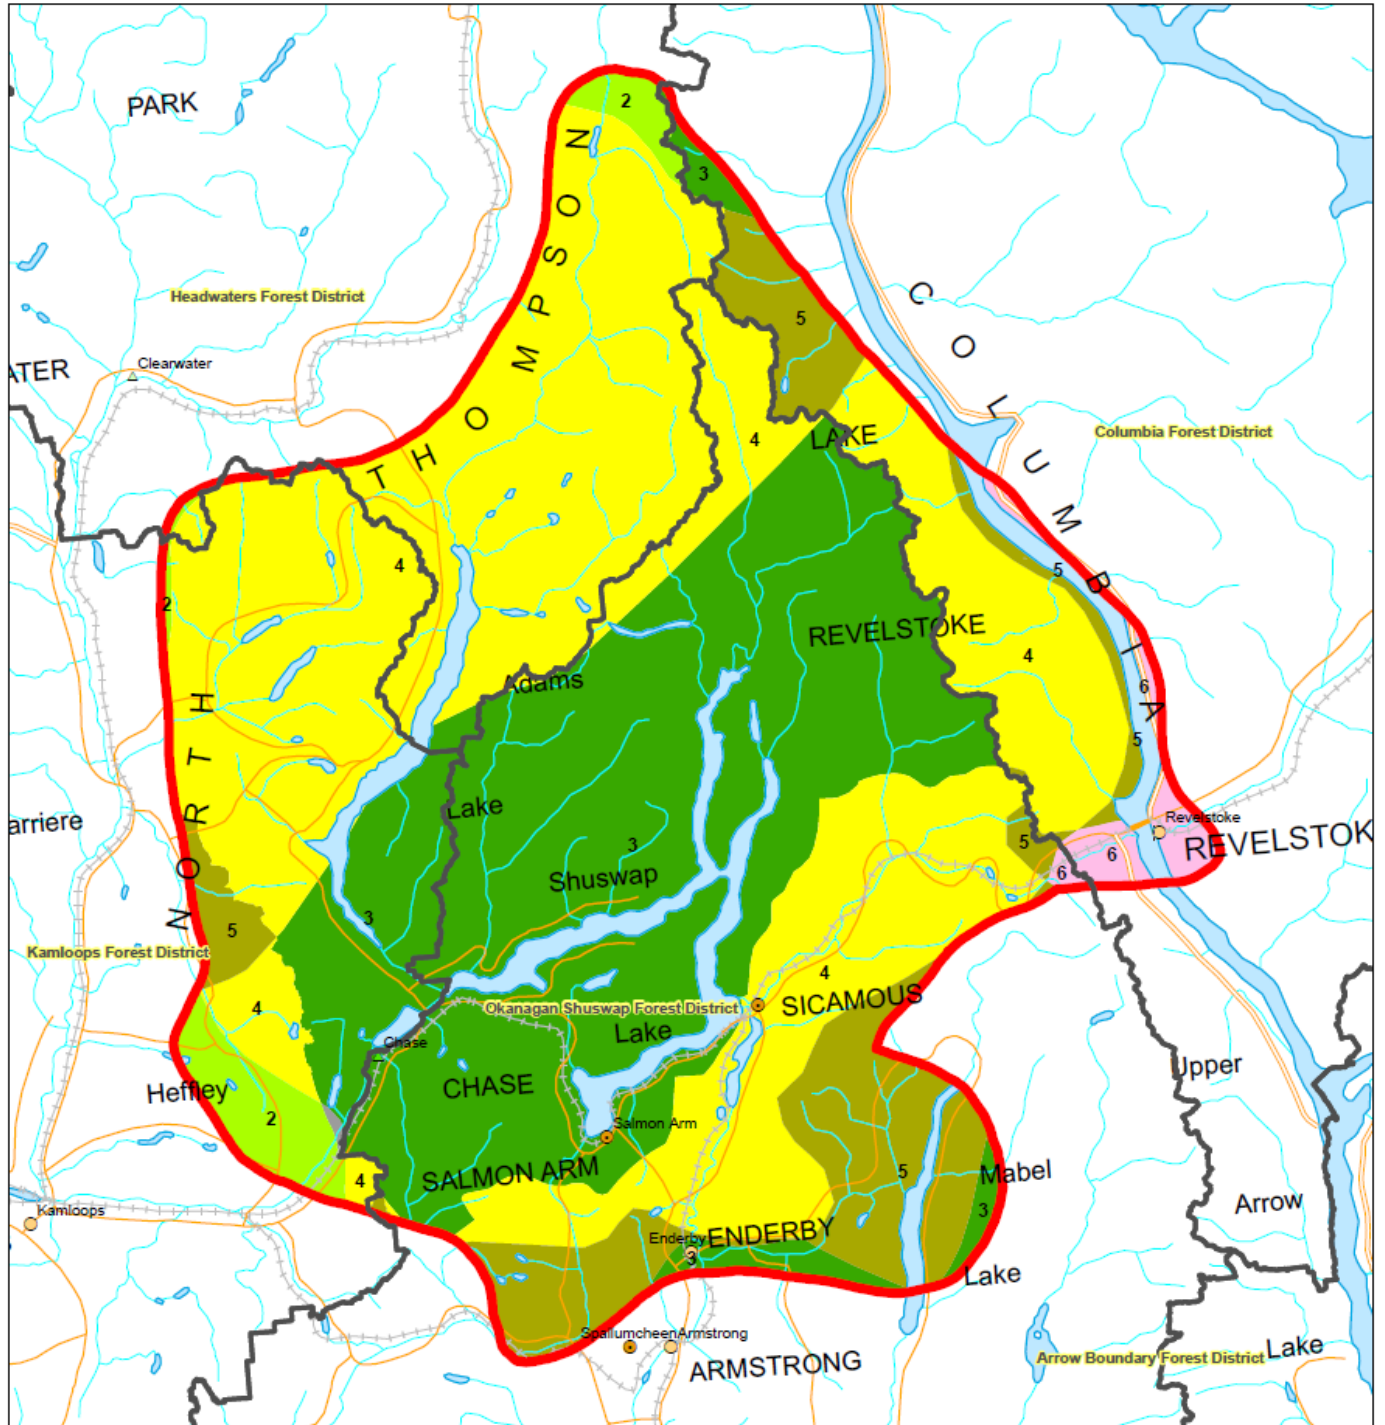 PARK
2
3
Headwaters Forest District
5
COLUMBIA
ATER
Clearwater
4
LAKE
Columbia Forest District
NORTH THOMPSON
4
5
2
REVELSTOKE
4
Adams
6
5
Lake
arriere
3
Shuswap
5
6
6
Revelstoke
REVELSTOK
3
5
Kamloops Forest District
4
4
SICAMOUS
Okanagan Shuswap Forest District
Lake
Chase
CHASE
Heffley
2
Upper
Salmon Arm
SALMON ARM
4
5
Mabel
3
Arrow
Kamloops
Enderby
ENDERBY
3
Lake
Spallumcheen
Armstrong
ARMSTRONG
Arrow Boundary Forest District
Lake